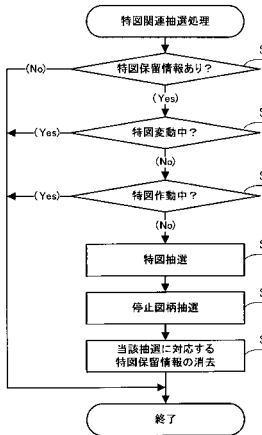 特図関連抽選処理
S
特図保留情報あり?
(No)
(Yes)
S
特図変動中?
(Yes)
(No)
S
特図作動中?
(Yes)
(No)
S
特図抽選
S
停止図柄抽選
S
当該抽選に対応する
特図保留情報の消去
終了